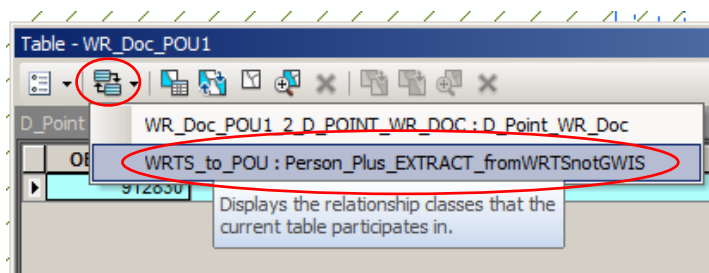 Table - WR_Doc_POU1
D_Point
WR_Doc_POU1_2_D_POINT_WR_DOC : D_Point_WR_Doc
WRTS_to_POU : Person_Plus_EXTRACT_fromWRTSnotGWIS
912830
Displays the relationship classes that the
current table participates in.